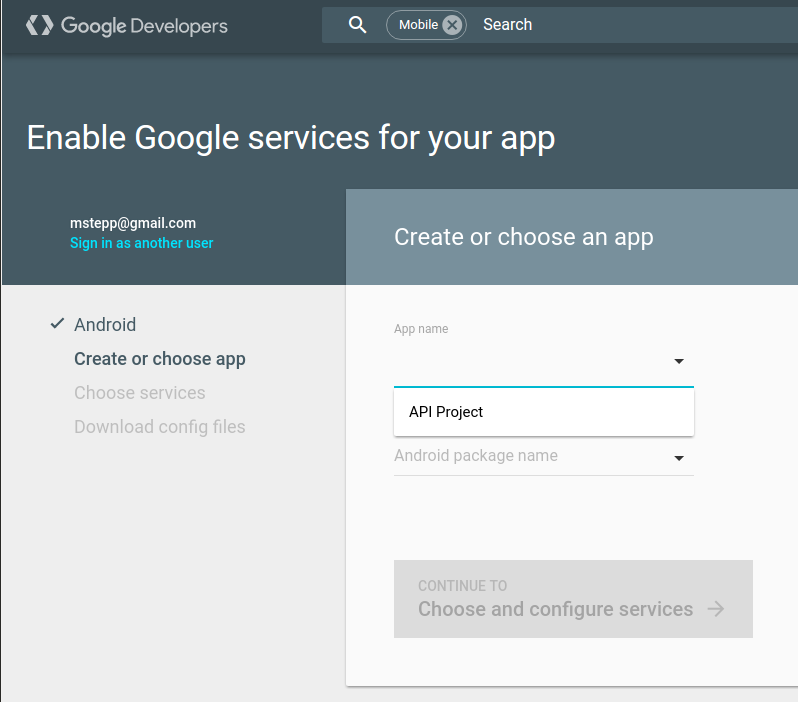 Google Developers
Mobile Search
Enable Google services for your app
mstepp@gmail.com
Sign in as another user
Create or choose an app
Android
Create or choose app
Choose services
Download config files
App name
API Project
Android package name
CONTINUE TO
Choose and configure services